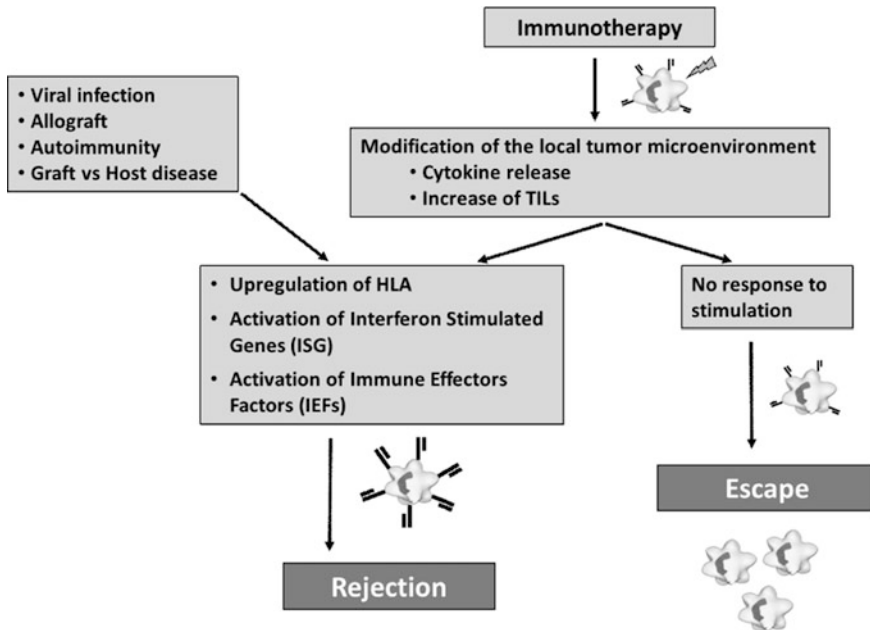 Immunotherapy
• Viral infection
• Allograft
• Autoimmunity
• Graft vs Host disease
Modification of the local tumor microenvironment
• Cytokine release
• Increase of TILs
• Upregulation of HLA
• Activation of Interferon Stimulated
Genes (ISG)
• Activation of Immune Effectors
Factors (IEFs)
No response to
stimulation
Escape
Rejection